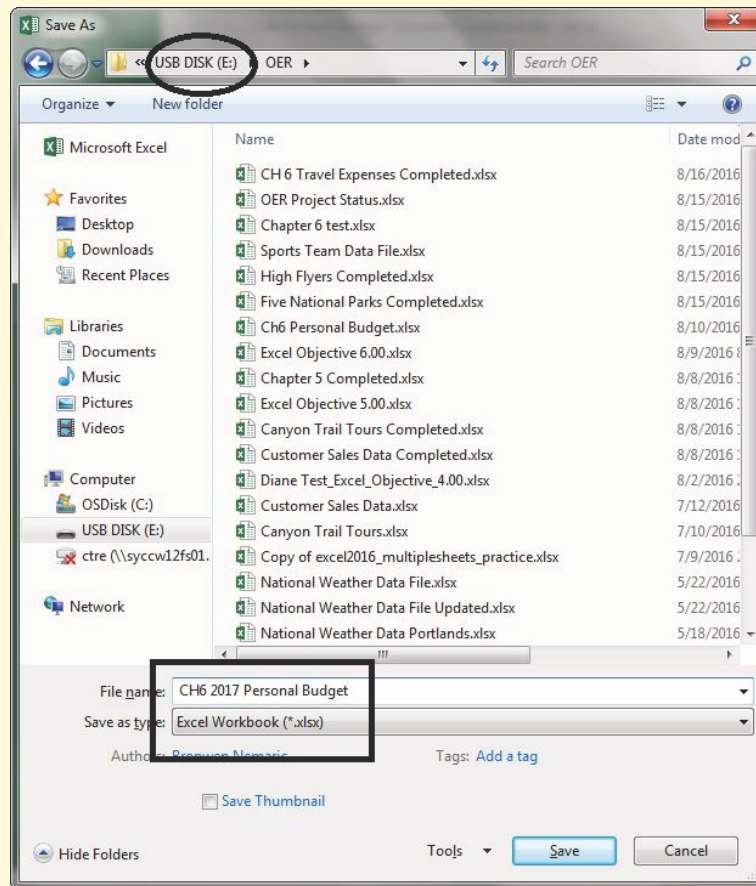 Save As
« USB DISK (E:) ▸ OER ▸ Search OER
Organize New folder
Microsoft Excel
Favorites
Desktop
Downloads
Recent Places
Libraries
Documents
Music
Pictures
Videos
Computer
OSDisk (C:)
USB DISK (E:)
ctre (\\syccw12fs01.
Network
Name Date mod
CH 6 Travel Expenses Completed.xlsx 8/16/2016
OER Project Status.xlsx 8/15/2016
Chapter 6 test.xlsx 8/15/2016
Sports Team Data File.xlsx 8/15/2016
High Flyers Completed.xlsx 8/15/2016
Five National Parks Completed.xlsx 8/15/2016
Ch6 Personal Budget.xlsx 8/10/2016
Excel Objective 6.00.xlsx 8/9/2016
Chapter 5 Completed.xlsx 8/8/2016
Excel Objective 5.00.xlsx 8/8/2016
Canyon Trail Tours Completed.xlsx 8/8/2016
Customer Sales Data Completed.xlsx 8/8/2016
Diane Test_Excel_Objective_4.00.xlsx 8/2/2016
Customer Sales Data.xlsx 7/12/2016
Canyon Trail Tours.xlsx 7/10/2016
Copy of excel2016_multiplesheets_practice.xlsx 7/9/2016
National Weather Data File.xlsx 5/22/2016
National Weather Data File Updated.xlsx 5/22/2016
National Weather Data Portlands.xlsx 5/18/2016
File name: CH6 2017 Personal Budget
Save as type: Excel Workbook (*.xlsx)
Authors: Tags: Add a tag
Save Thumbnail
Hide Folders Tools Save Cancel